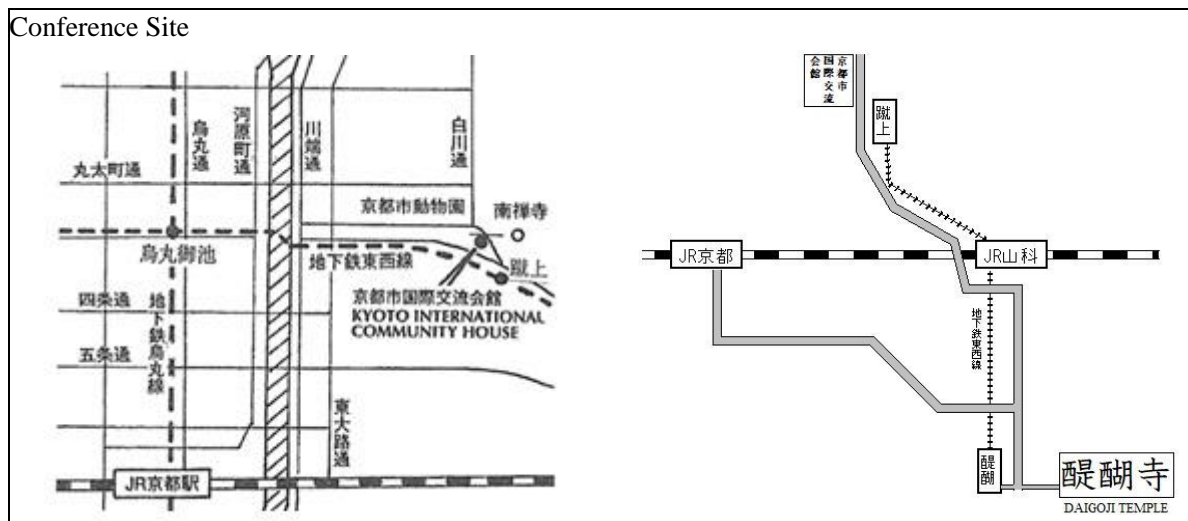 Conference Site
河原町通
烏丸通
川端通
白川通
丸太町通
京都市動物園
南禅寺
烏丸御池
地下鉄東西線
蹴上
京都市国際交流会館
KYOTO INTERNATIONAL
COMMUNITY HOUSE
四条通
地下鉄烏丸線
五条通
東大路通
JR京都駅
京都市
国際交流
会館
蹴上
JR京都
JR山科
地下鉄東西線
醍醐
醍醐寺
DAIGOJI TEMPLE